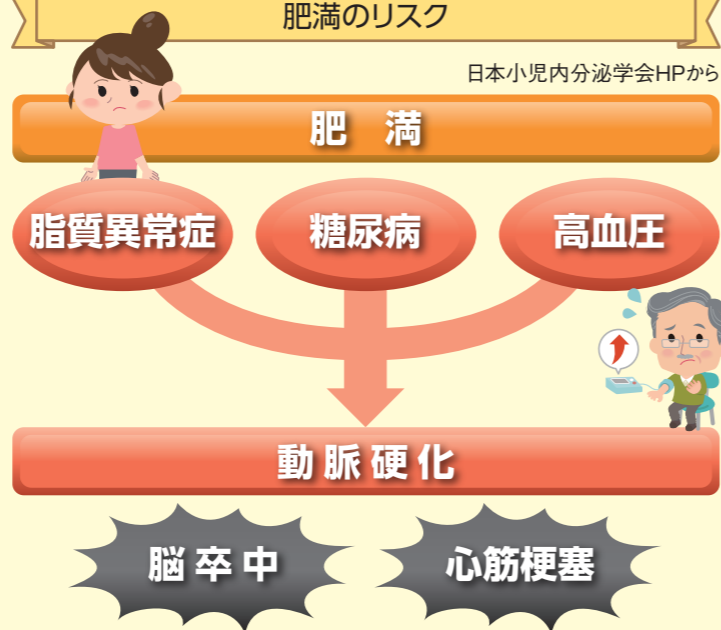 肥満のリスク
日本小児内分泌学会HPから
肥 満
脂質異常症 糖尿病 高血圧
動脈硬化
脳卒中 心筋梗塞